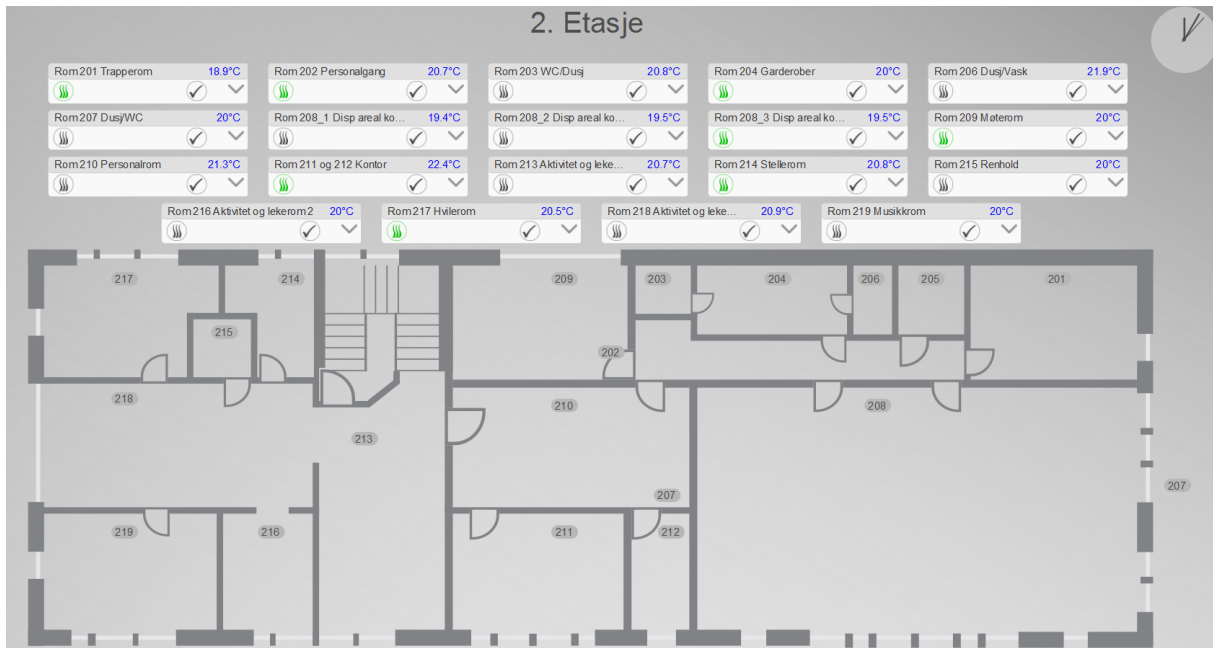 2. Etasje
Rom 201 Trapperom 18.9°C
Rom 202 Personalgang 20.7°C
Rom 203 WC/Dusj 20.8°C
Rom 204 Garderober 20°C
Rom 206 Dusj/Vask 21.9°C
Rom 207 Dusj/WC 20°C
Rom 208_1 Disp areal ko... 19.4°C
Rom 208_2 Disp areal ko... 19.5°C
Rom 208_3 Disp areal ko... 19.5°C
Rom 209 Møterom 20°C
Rom 210 Personalrom 21.3°C
Rom 211 og 212 Kontor 22.4°C
Rom 213 Aktivitet og leke... 20.7°C
Rom 214 Stellerom 20.8°C
Rom 215 Renhold 20°C
Rom 216 Aktivitet og lekerom 2 20°C
Rom 217 Hvilerom 20.5°C
Rom 218 Aktivitet og leke... 20.9°C
Rom 219 Musikkrom 20°C
217
214
209
203
204
206
205
201
215
202
218
210
208
213
207
207
219
216
211
212